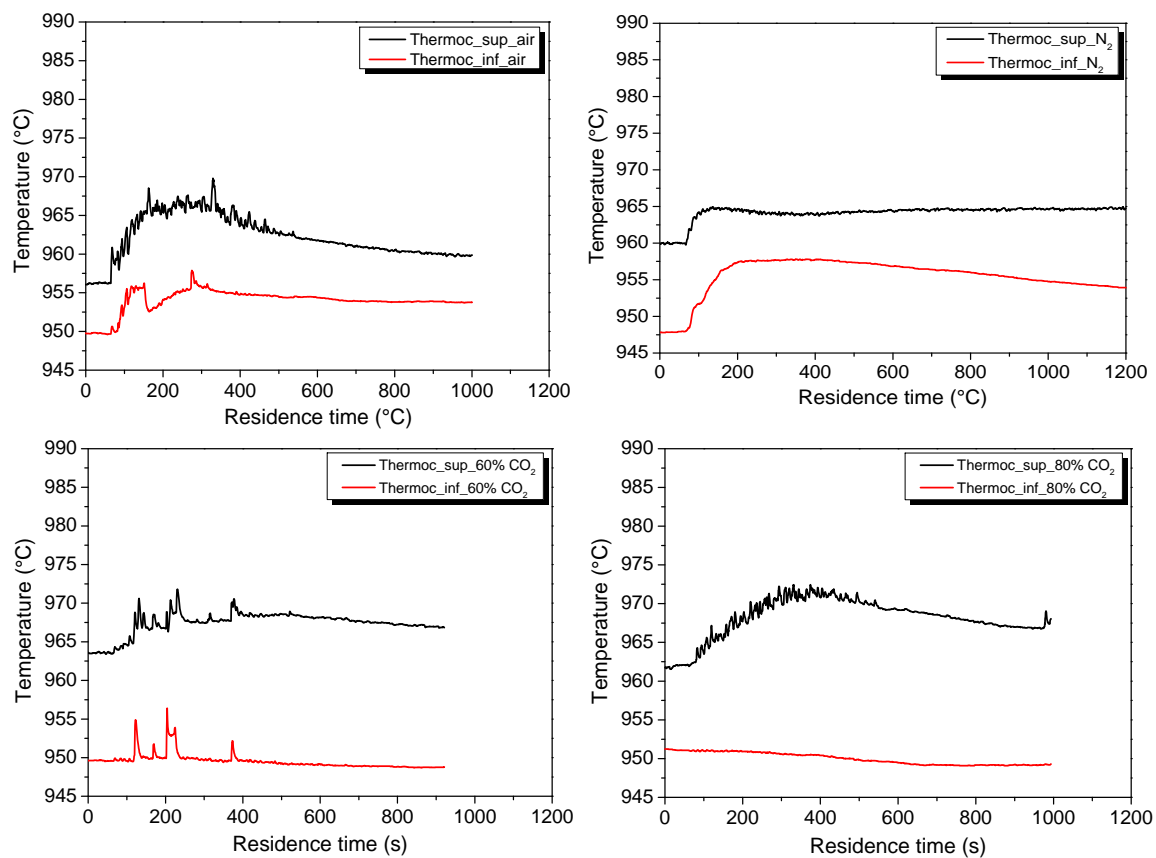 990
985
980
975
970
965
960
955
950
945
Temperature (°C)
Thermoc_sup_air
Thermoc_inf_air
0 200 400 600 800 1000 1200
Residence time (°C)
990
985
980
975
970
965
960
955
950
945
Temperature (°C)
Thermoc_sup_N₂
Thermoc_inf_N₂
0 200 400 600 800 1000 1200
Residence time (°C)
990
985
980
975
970
965
960
955
950
945
Temperature (°C)
Thermoc_sup_60% CO₂
Thermoc_inf_60% CO₂
0 200 400 600 800 1000 1200
Residence time (s)
990
985
980
975
970
965
960
955
950
945
Temperature (°C)
Thermoc_sup_80% CO₂
Thermoc_inf_80% CO₂
0 200 400 600 800 1000 1200
Residence time (s)